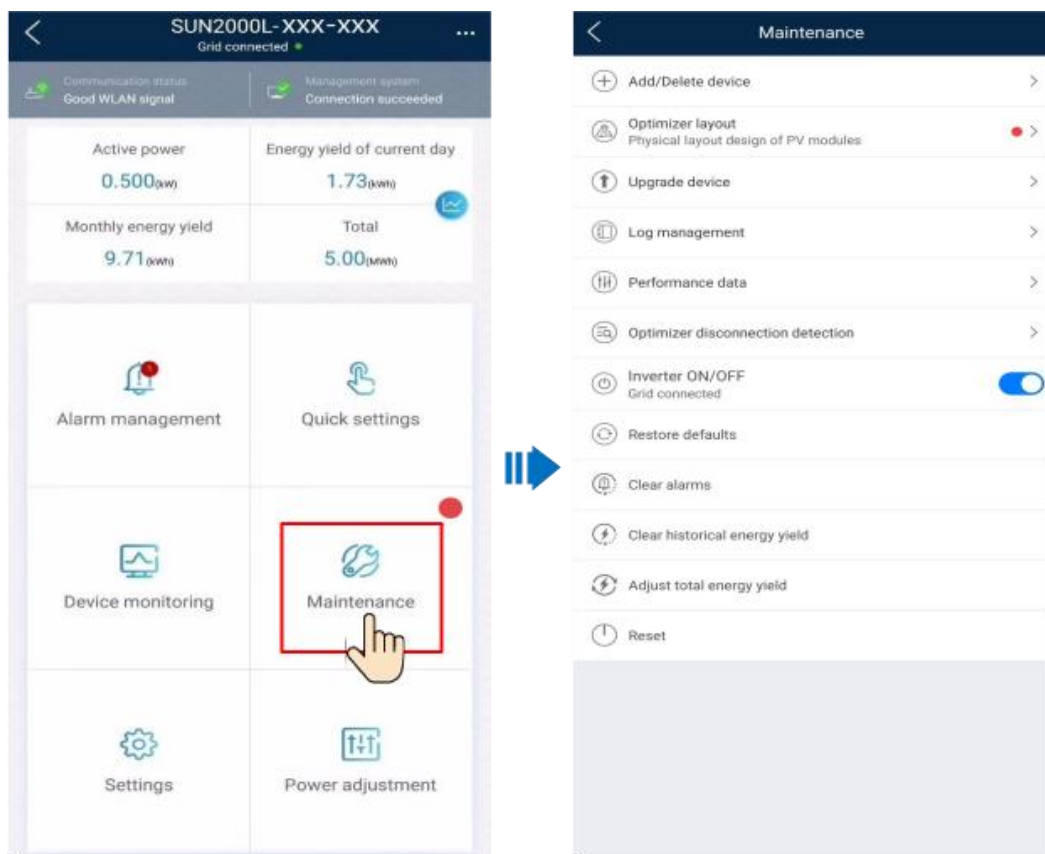 SUN2000L-XXX-XXX
...
Grid connected
Communication status
Good WLAN signal
Management system
Connection succeeded
Active power
0.500(kW)
Energy yield of current day
1.73(kWh)
Monthly energy yield
9.71(kWh)
Total
5.00(MWh)
Alarm management
Quick settings
Device monitoring
Maintenance
Settings
Power adjustment
Maintenance
Add/Delete device
Optimizer layout
Physical layout design of PV modules
Upgrade device
Log management
Performance data
Optimizer disconnection detection
Inverter ON/OFF
Grid connected
Restore defaults
Clear alarms
Clear historical energy yield
Adjust total energy yield
Reset